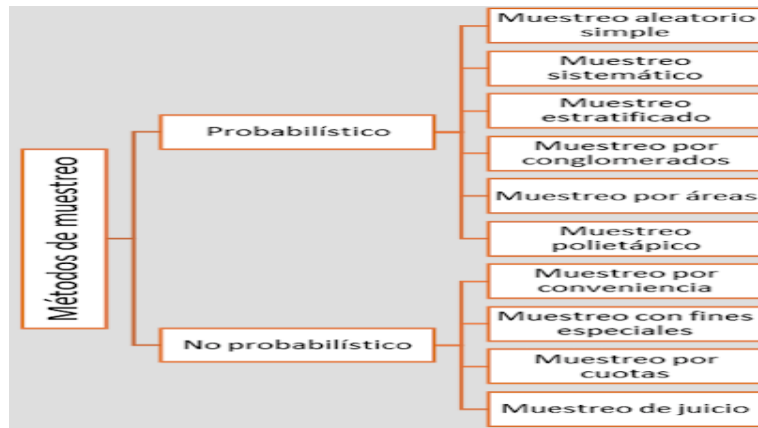 Métodos de muestreo
Probabilístico
Muestreo aleatorio
simple
Muestreo
sistemático
Muestreo
estratificado
Muestreo por
conglomerados
Muestreo por áreas
Muestreo
polietápico
No probabilístico
Muestreo por
conveniencia
Muestreo con fines
especiales
Muestreo por
cuotas
Muestreo de juicio